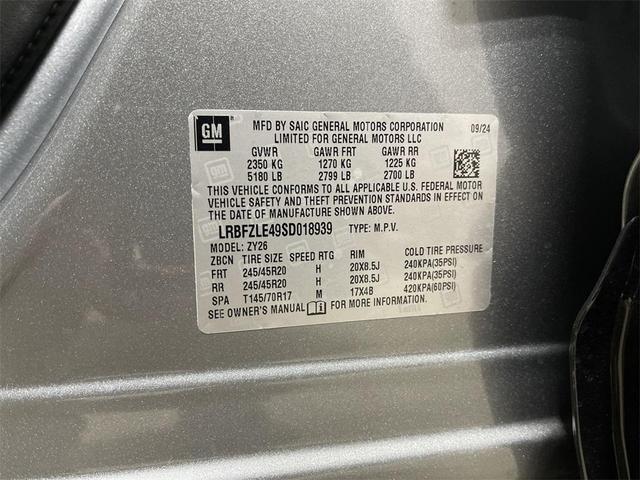 GM
MFD BY SAIC GENERAL MOTORS CORPORATION 09/24
LIMITED FOR GENERAL MOTORS LLC
GVWR GAWR FRT GAWR RR
2350 KG 1270 KG 1225 KG
5180 LB 2799 LB 2700 LB
THIS VEHICLE CONFORMS TO ALL APPLICABLE U.S. FEDERAL MOTOR
VEHICLE SAFETY AND THEFT PREVENTION STANDARDS IN EFFECT ON
THE DATE OF MANUFACTURE SHOWN ABOVE.
LRBFZLE49SD018939 TYPE: M.P.V.
MODEL: ZY26
ZBCN TIRE SIZE SPEED RTG RIM COLD TIRE PRESSURE
FRT 245/45R20 H 20X8.5J 240KPA(35PSI)
RR 245/45R20 H 20X8.5J 240KPA(35PSI)
SPA T145/70R17 M 17X4B 420KPA(60PSI)
SEE OWNER'S MANUAL FOR MORE INFORMATION.